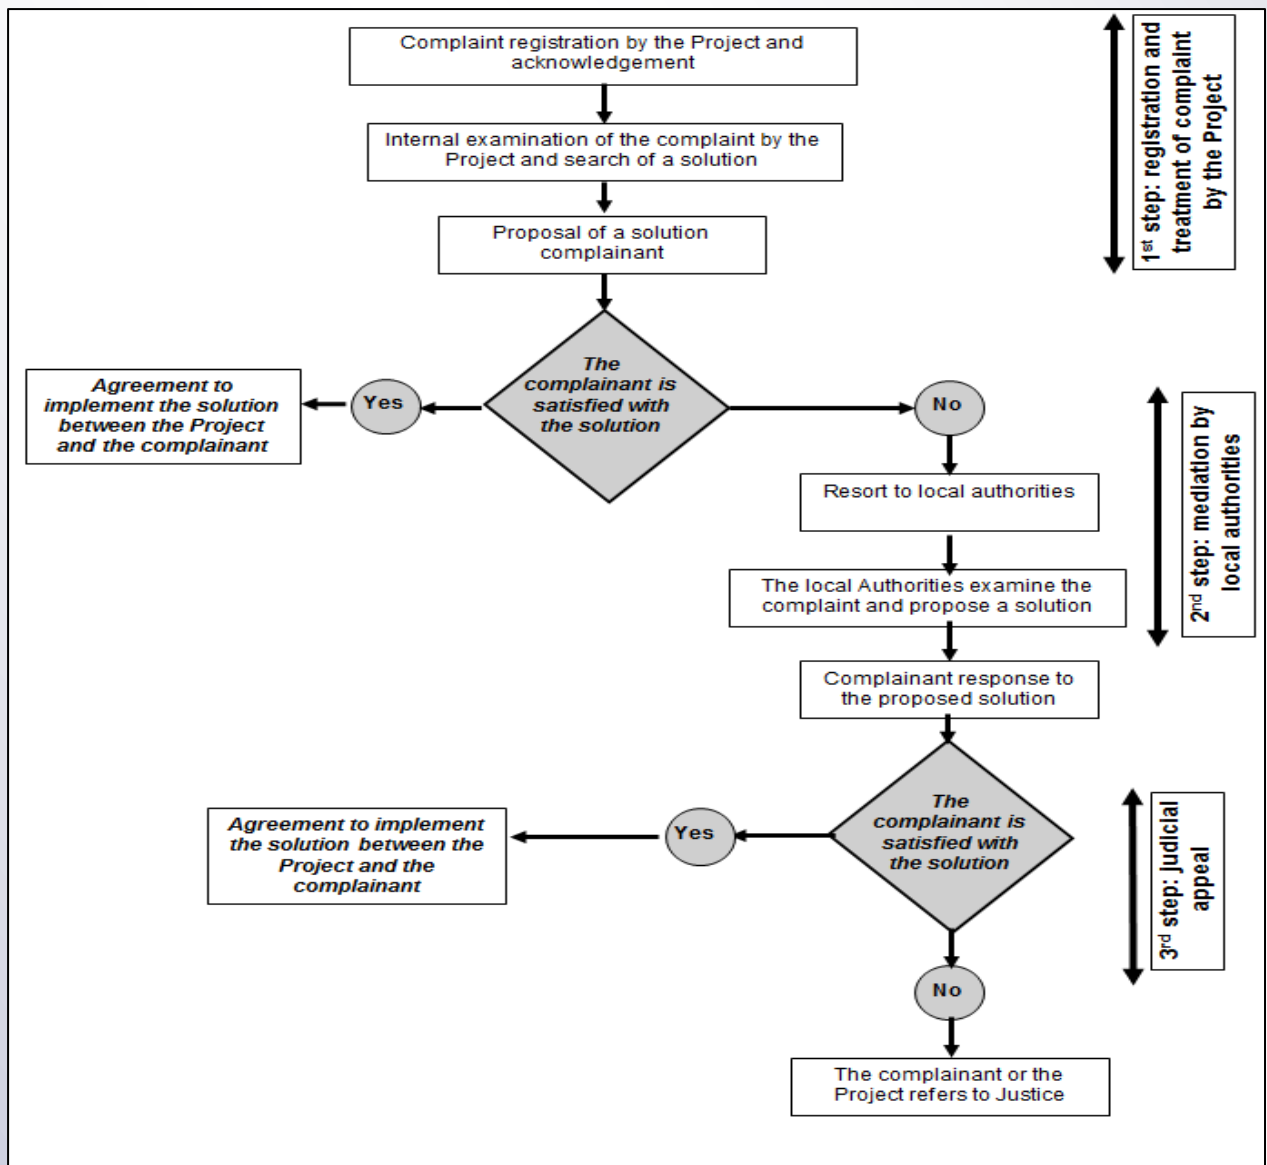 Complaint registration by the Project and
acknowledgement
Internal examination of the complaint by the
Project and search of a solution
Proposal of a solution
complainant
1st step: registration and
treatment of complaint
by the Project
The
complainant is
satisfied with
the solution
Yes
Agreement to
implement the solution
between the Project
and the complainant
No
Resort to local authorities
The local Authorities examine the
complaint and propose a solution
Complainant response to
the proposed solution
2nd step: mediation by
local authorities
The
complainant is
satisfied with
the solution
Yes
Agreement to implement
the solution between the
Project and the
complainant
No
The complainant or the
Project refers to Justice
3rd step: judicial
appeal